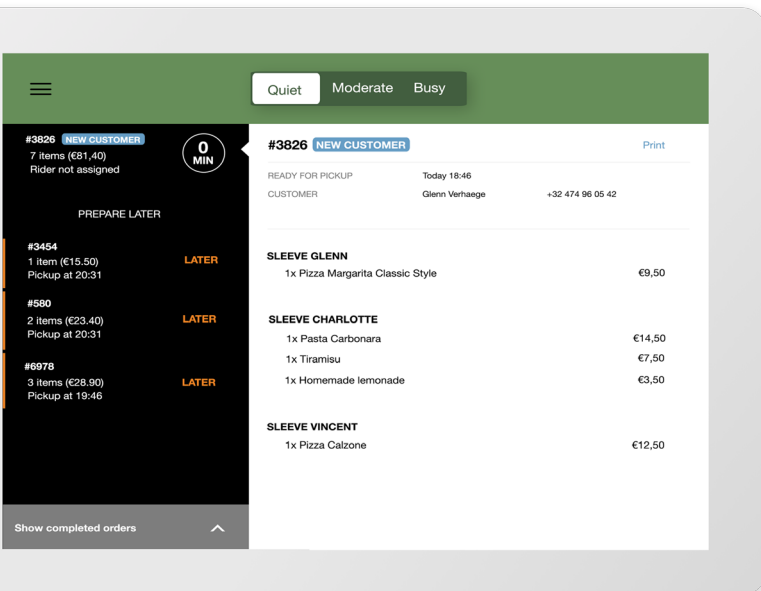 Quiet Moderate Busy
#3826 NEW CUSTOMER
7 items (€81,40)
Rider not assigned
0
MIN
PREPARE LATER
#3454
1 item (€15.50)
Pickup at 20:31
LATER
#580
2 items (€23.40)
Pickup at 20:31
LATER
#6978
3 items (€28.90)
Pickup at 19:46
LATER
Show completed orders
#3826 NEW CUSTOMER Print
READY FOR PICKUP Today 18:46
CUSTOMER Glenn Verhaege +32 474 96 05 42
SLEEVE GLENN
1x Pizza Margarita Classic Style €9,50
SLEEVE CHARLOTTE
1x Pasta Carbonara €14,50
1x Tiramisu €7,50
1x Homemade lemonade €3,50
SLEEVE VINCENT
1x Pizza Calzone €12,50